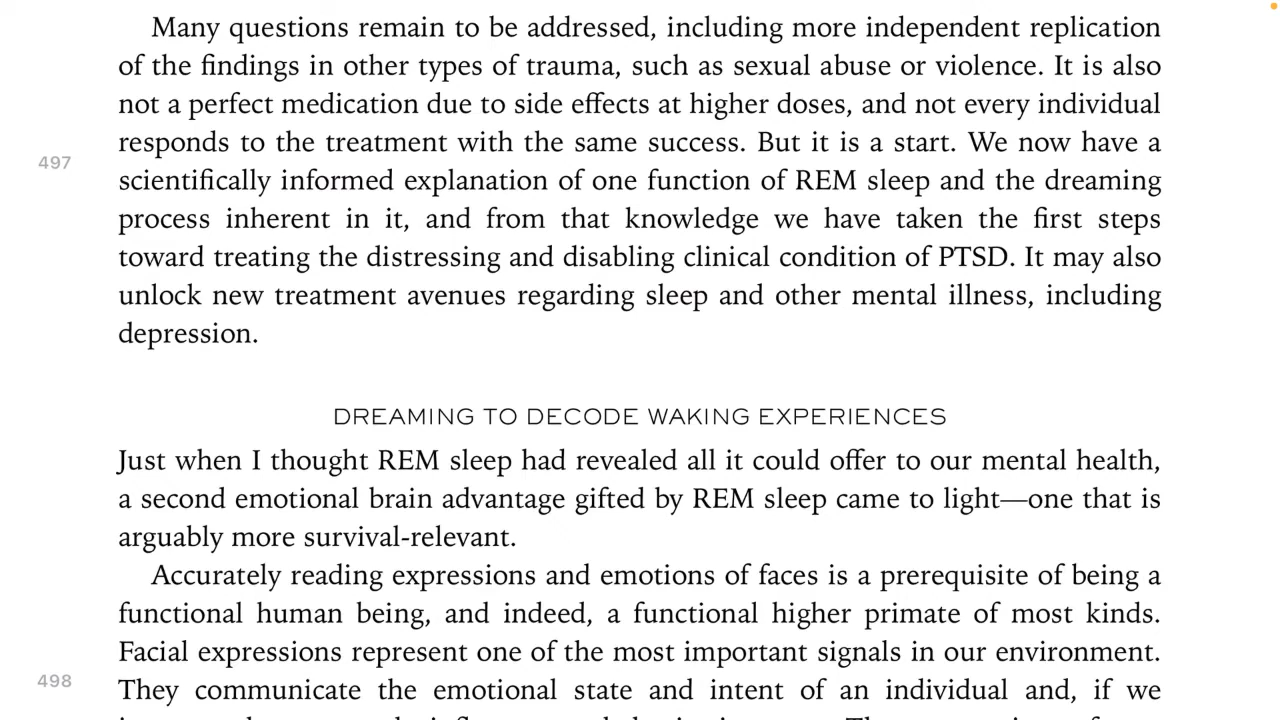 Many questions remain to be addressed, including more independent replication
of the findings in other types of trauma, such as sexual abuse or violence. It is also
not a perfect medication due to side effects at higher doses, and not every individual
responds to the treatment with the same success. But it is a start. We now have a
497
scientifically informed explanation of one function of REM sleep and the dreaming
process inherent in it, and from that knowledge we have taken the first steps
toward treating the distressing and disabling clinical condition of PTSD. It may also
unlock new treatment avenues regarding sleep and other mental illness, including
depression.
DREAMING TO DECODE WAKING EXPERIENCES
Just when I thought REM sleep had revealed all it could offer to our mental health,
a second emotional brain advantage gifted by REM sleep came to light—one that is
arguably more survival-relevant.
Accurately reading expressions and emotions of faces is a prerequisite of being a
functional human being, and indeed, a functional higher primate of most kinds.
Facial expressions represent one of the most important signals in our environment.
498
They communicate the emotional state and intent of an individual and, if we